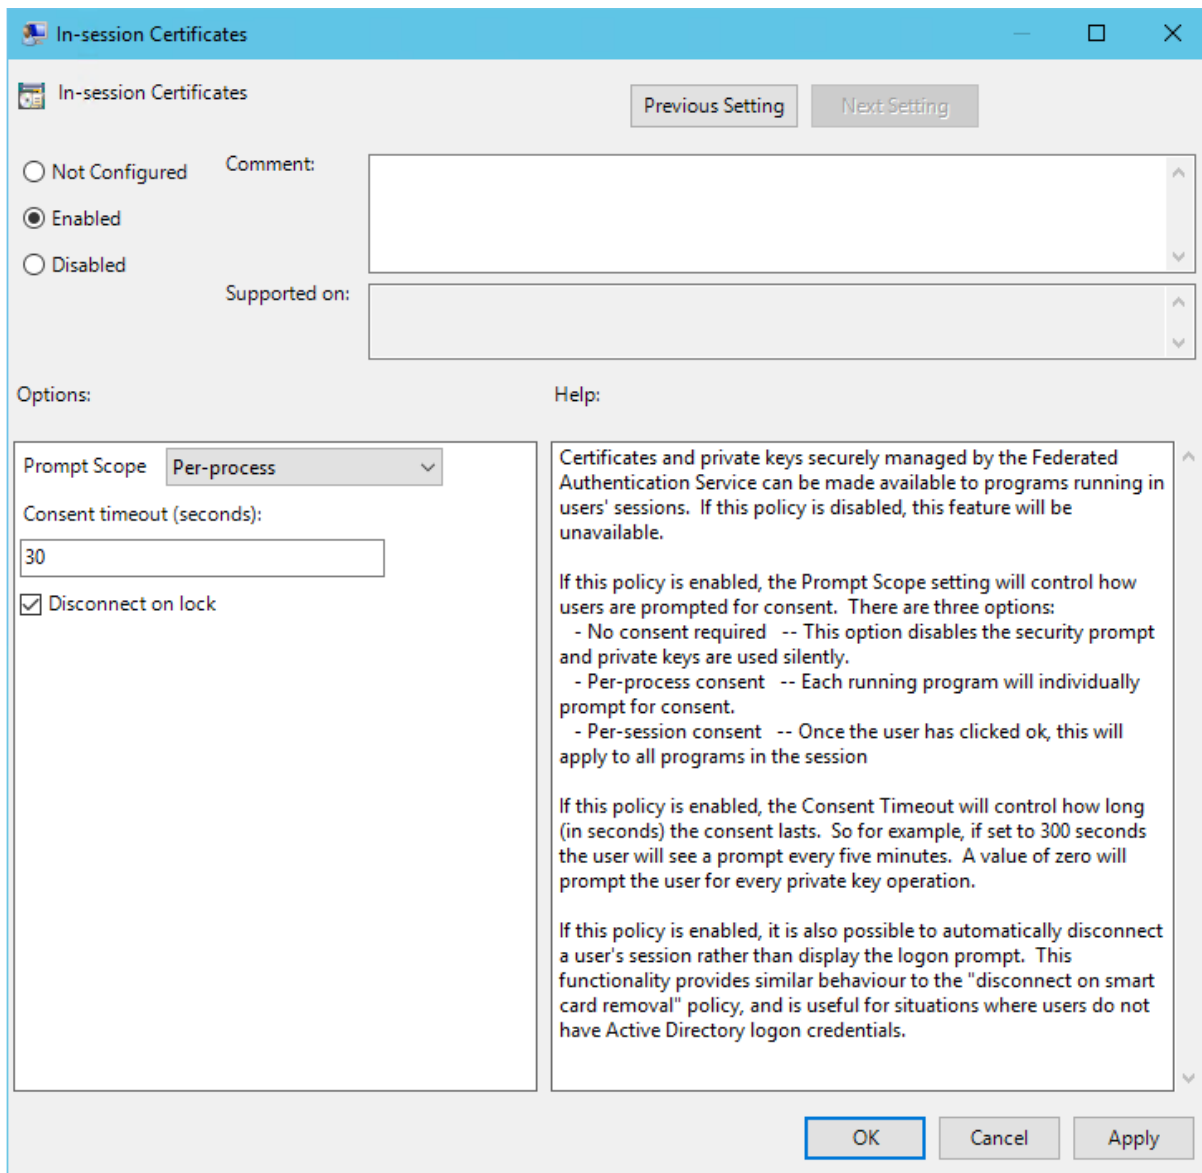 In-session Certificates
In-session Certificates
Previous Setting
Next Setting
Not Configured
Comment:
Enabled
Disabled
Supported on:
Options:
Help:
Prompt Scope
Per-process
Consent timeout (seconds):
30
Disconnect on lock
Certificates and private keys securely managed by the Federated
Authentication Service can be made available to programs running in
users' sessions.  If this policy is disabled, this feature will be
unavailable.
If this policy is enabled, the Prompt Scope setting will control how
users are prompted for consent.  There are three options:
- No consent required   -- This option disables the security prompt
and private keys are used silently.
- Per-process consent   -- Each running program will individually
prompt for consent.
- Per-session consent   -- Once the user has clicked ok, this will
apply to all programs in the session
If this policy is enabled, the Consent Timeout will control how long
(in seconds) the consent lasts.  So for example, if set to 300 seconds
the user will see a prompt every five minutes.  A value of zero will
prompt the user for every private key operation.
If this policy is enabled, it is also possible to automatically disconnect
a user's session rather than display the logon prompt.  This
functionality provides similar behaviour to the "disconnect on smart
card removal" policy, and is useful for situations where users do not
have Active Directory logon credentials.
OK
Cancel
Apply